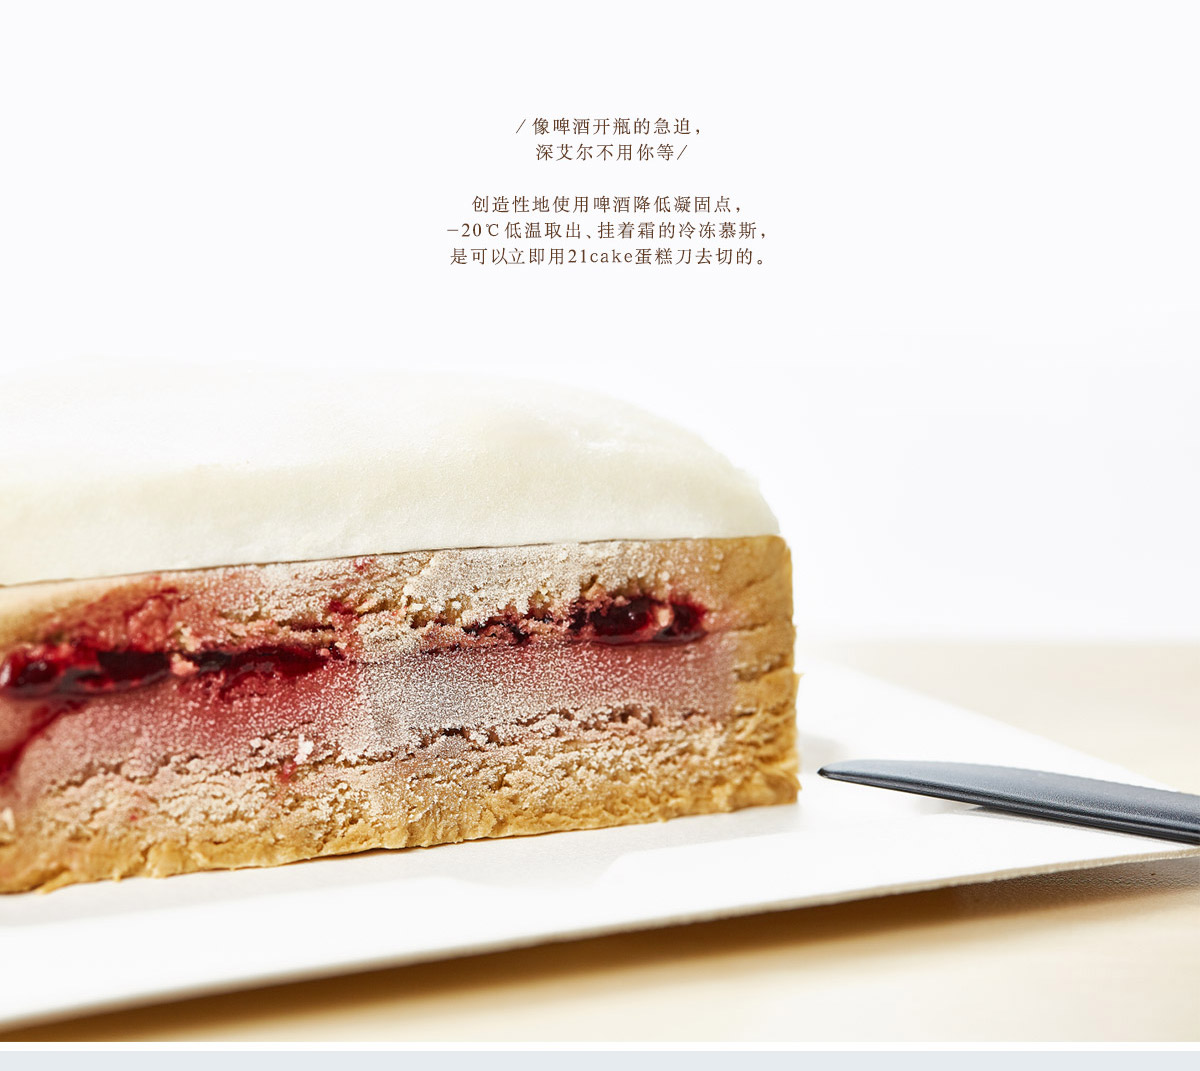 / 像啤酒开瓶的急迫，
深艾尔不用你等 /
创造性地使用啤酒降低凝固点，
-20℃低温取出、挂着霜的冷冻慕斯，
是可以立即用21cake蛋糕刀去切的。